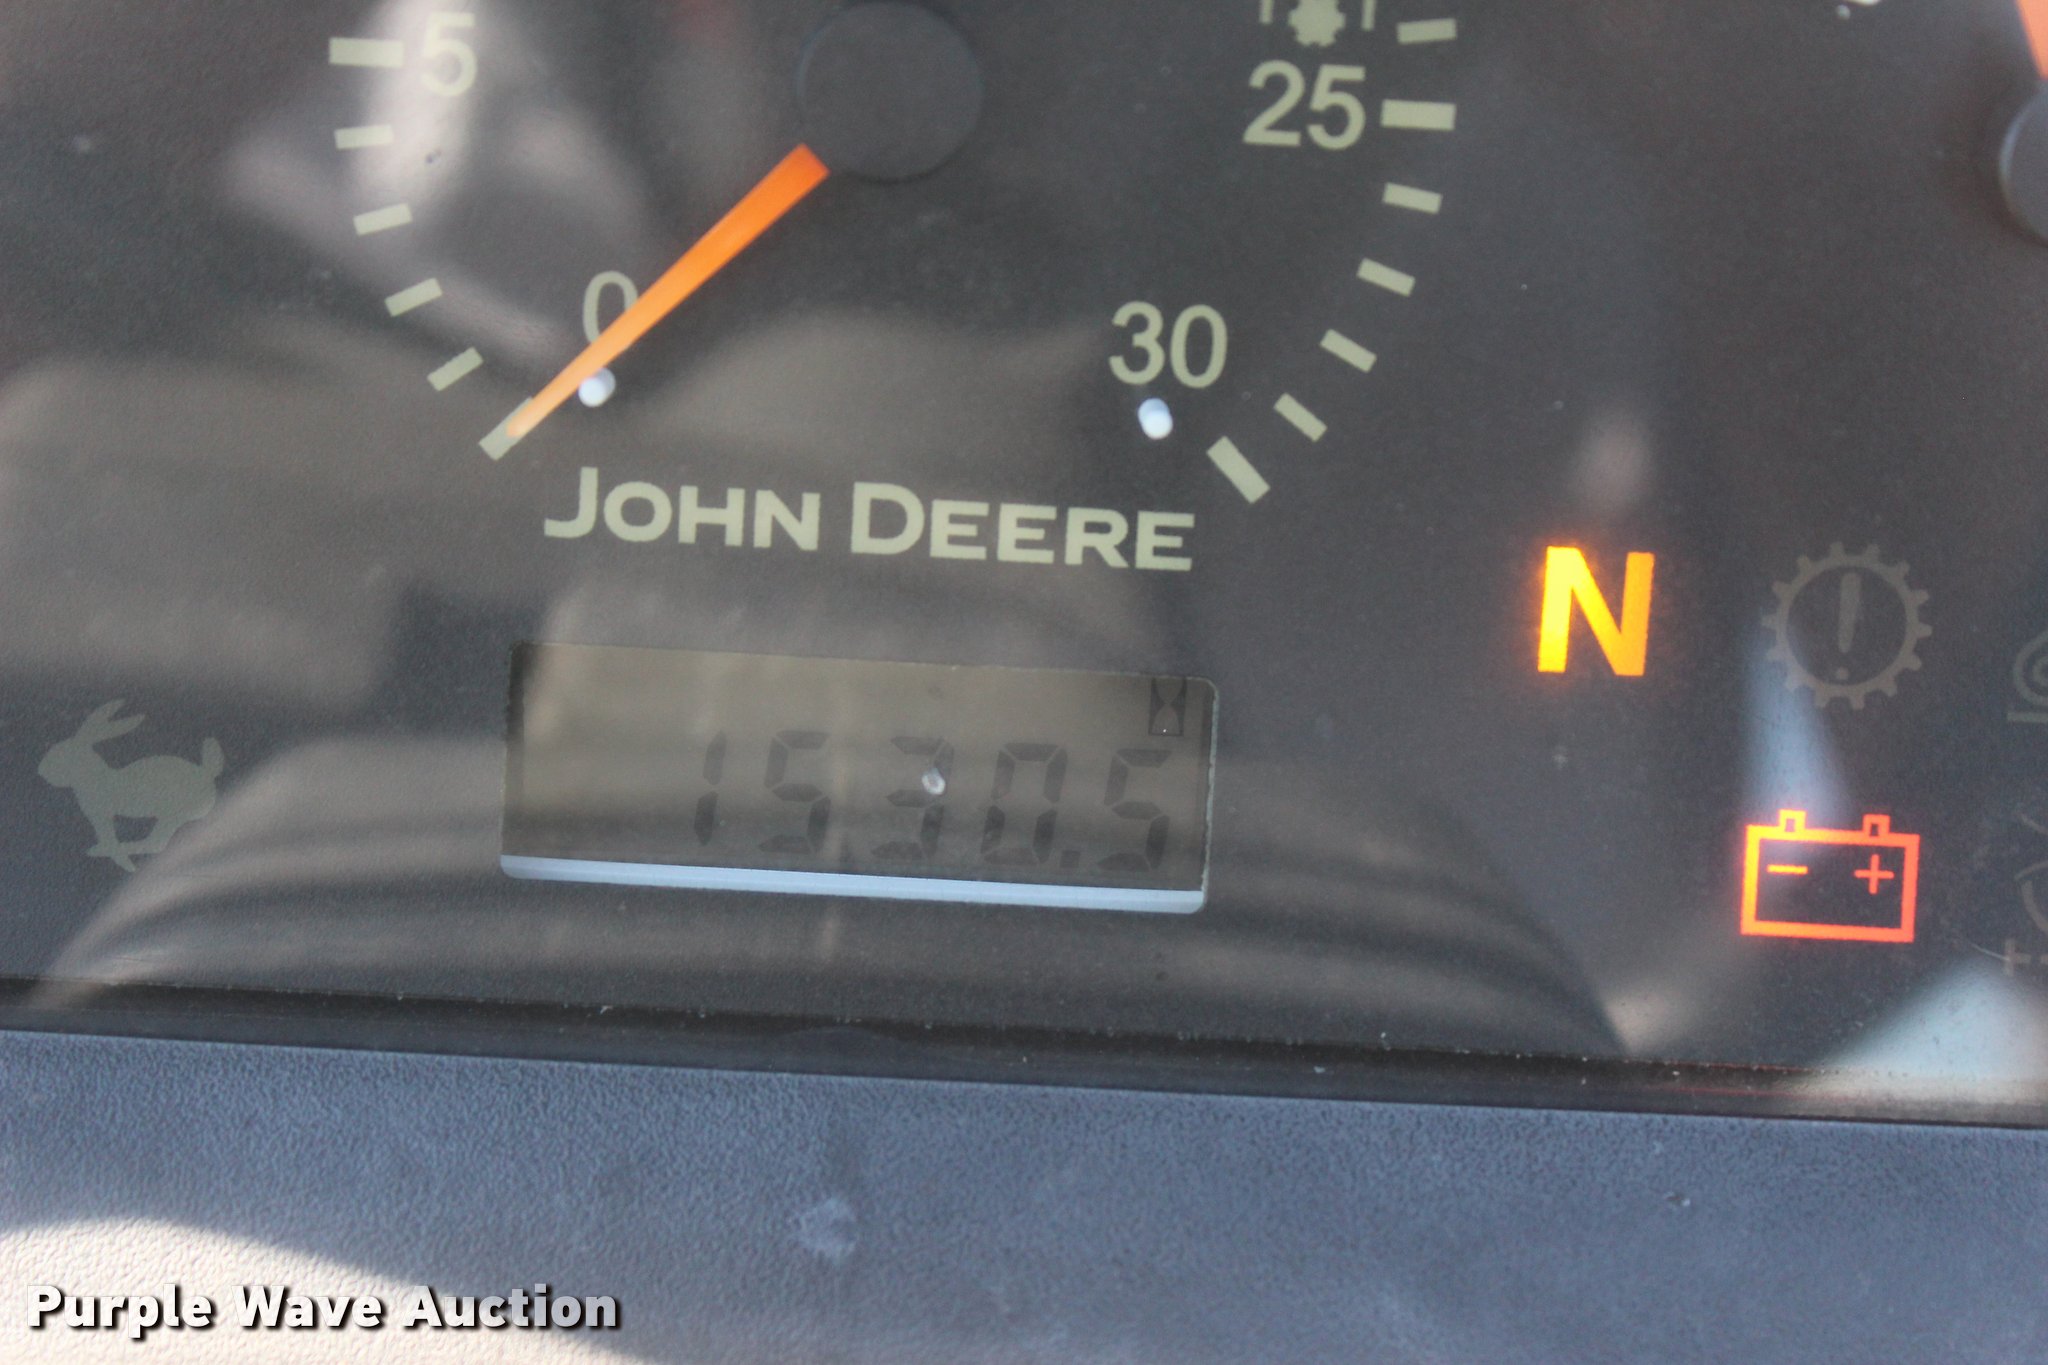 5
25
0
30
JOHN DEERE
N
1530.5
- +
Purple Wave Auction